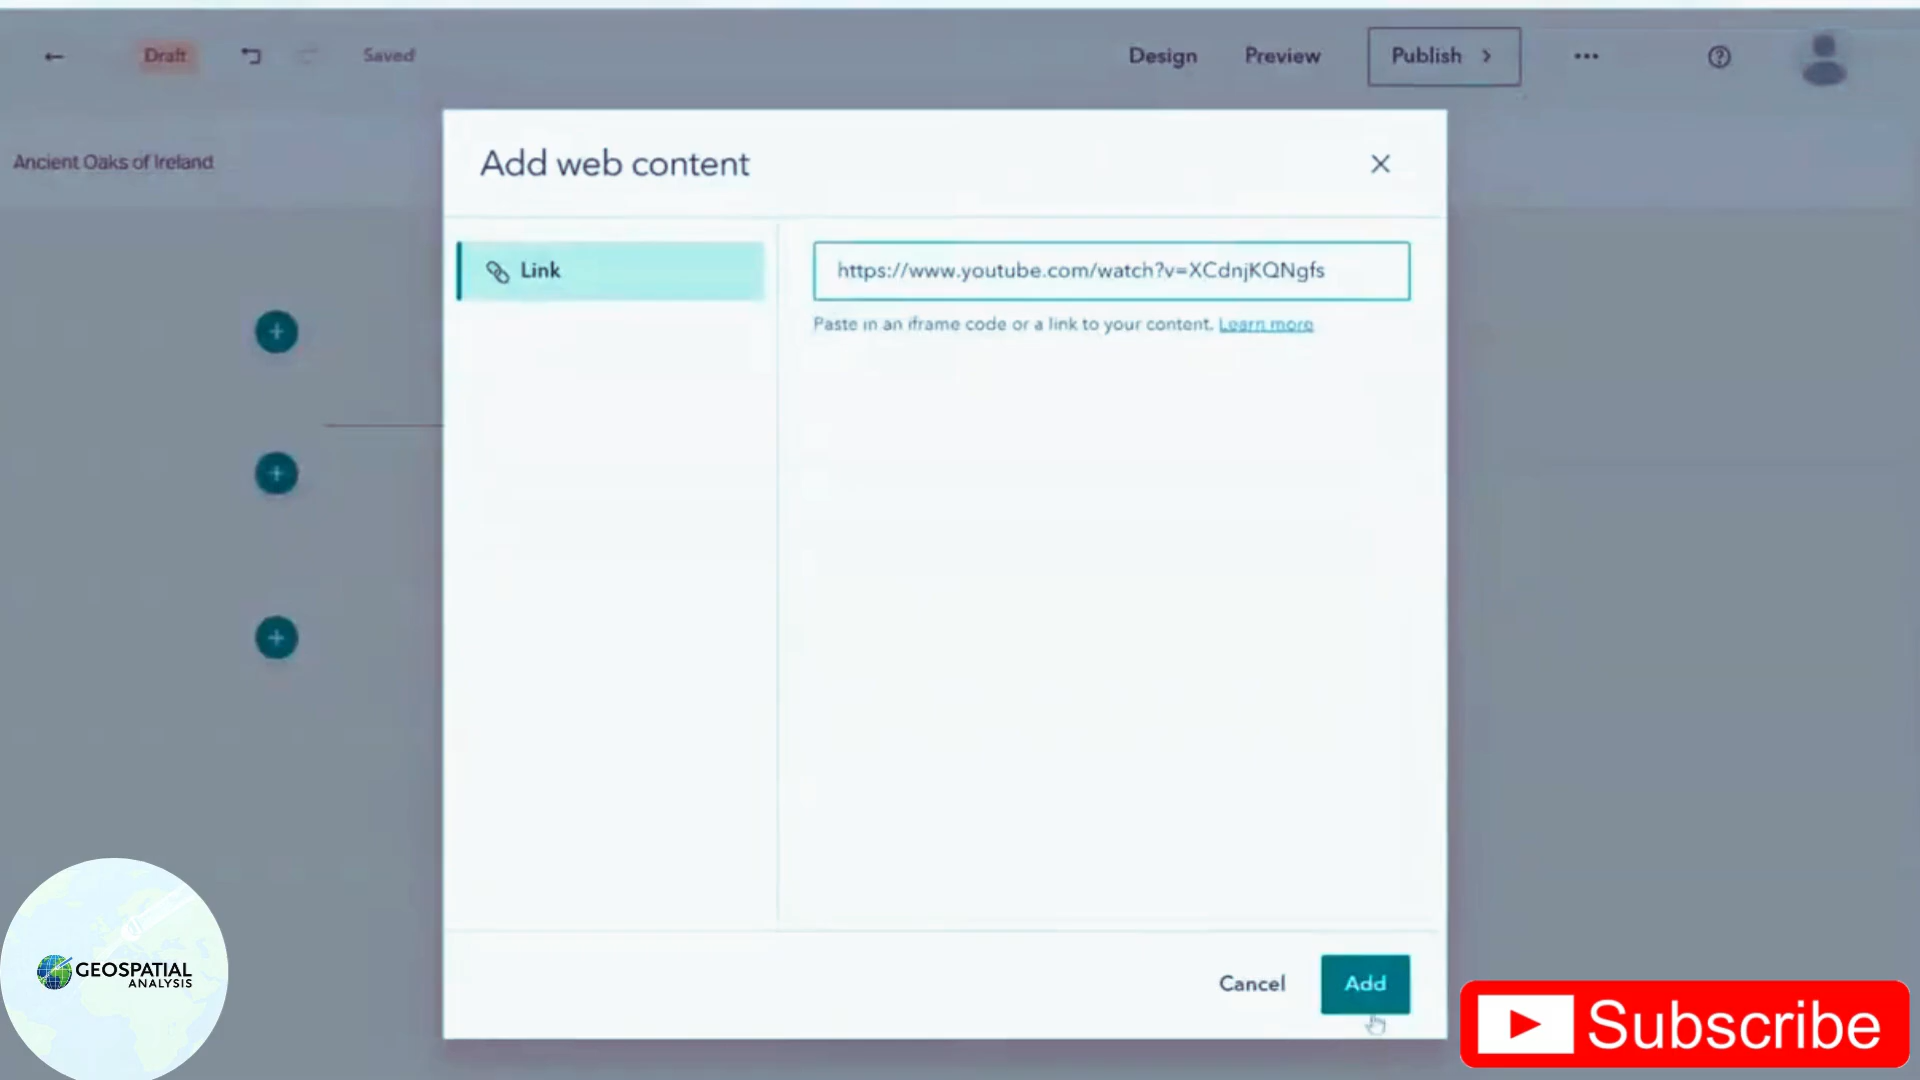 Draft
Saved
Design
Preview
Publish
Ancient Oaks of Ireland
Add web content
Link
https://www.youtube.com/watch?v=XCdnjKQNgfs
Paste in an iframe code or a link to your content. Learn more
Cancel
Add
GEOSPATIAL
ANALYSIS
Subscribe